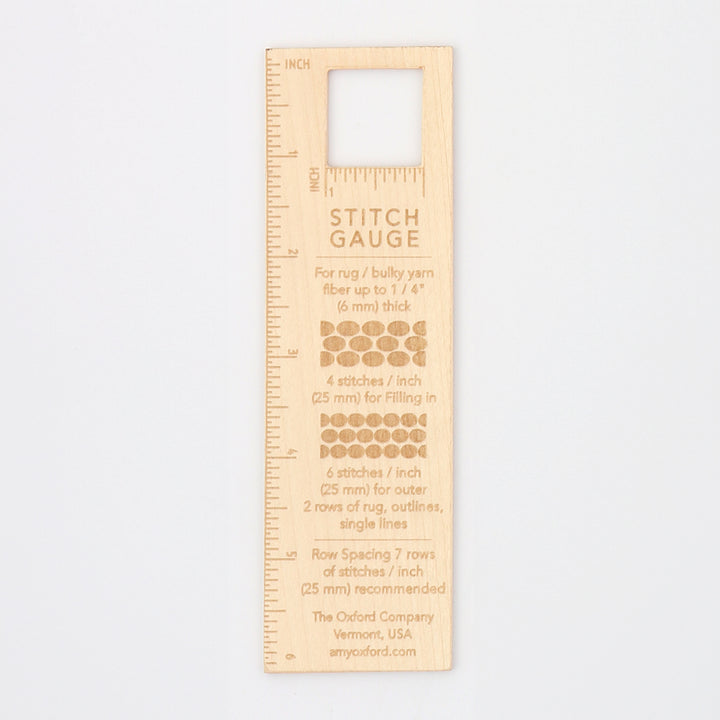 INCH
1
2
3
4
5
6
INCH
1
STITCH
GAUGE
For rug / bulky yarn
fiber up to 1 / 4"
(6 mm) thick
4 stitches / inch
(25 mm) for Filling in
6 stitches / inch
(25 mm) for outer
2 rows of rug, outlines,
single lines
Row Spacing 7 rows
of stitches / inch
(25 mm) recommended
The Oxford Company
Vermont, USA
amyoxford.com